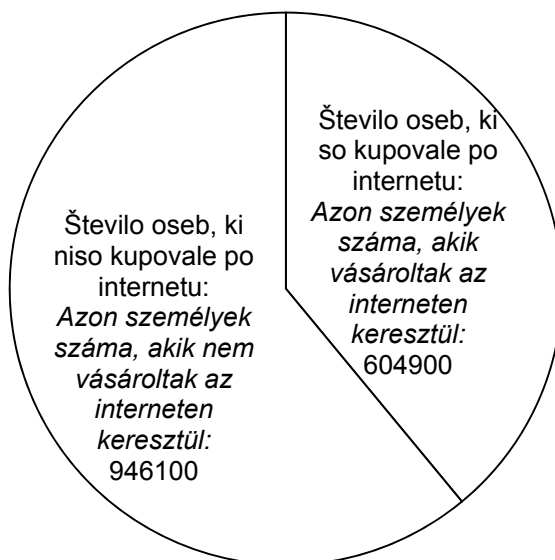 Število oseb, ki
so kupovale po
internetu:
Azon személyek
száma, akik
vásároltak az
interneten
keresztül:
604900
Število oseb, ki
niso kupovale po
internetu:
Azon személyek
száma, akik nem
vásároltak az
interneten
keresztül:
946100